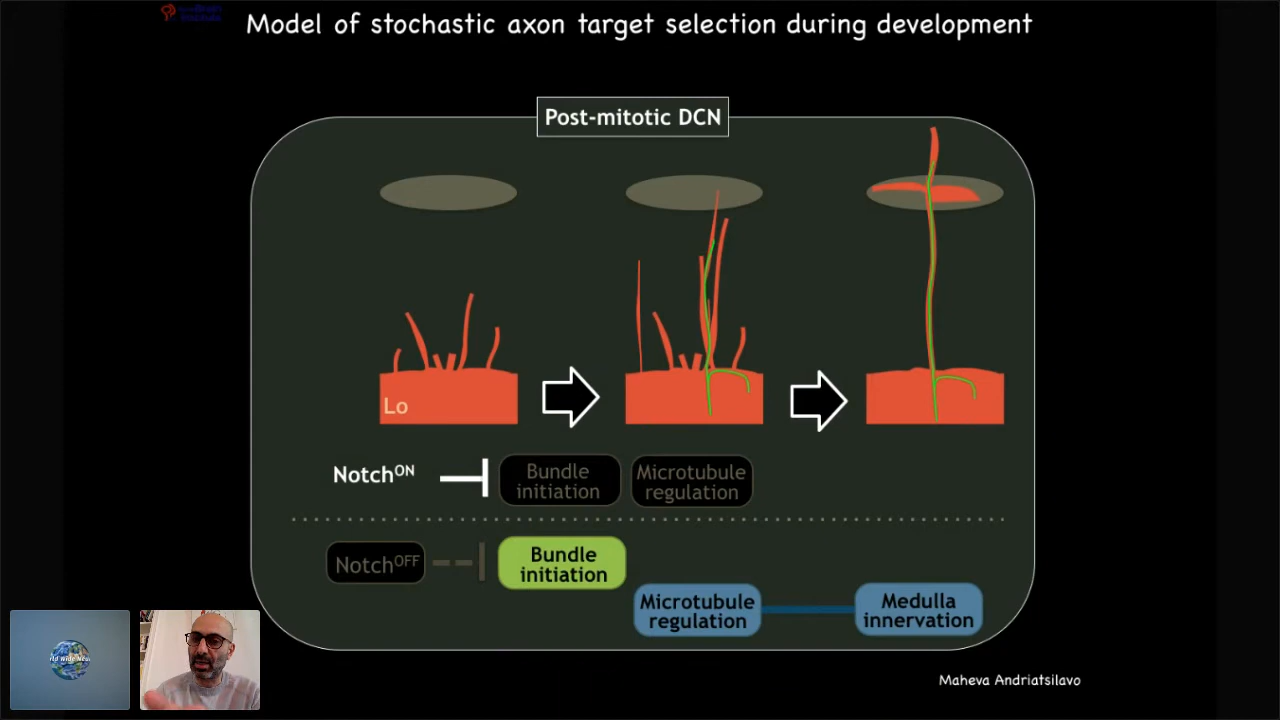 Model of stochastic axon target selection during development
Post-mitotic DCN
Lo
Notch^ON
Bundle
initiation
Microtubule
regulation
Notch^OFF
Bundle
initiation
Microtubule
regulation
Medulla
innervation
Maheva Andriatsilavo